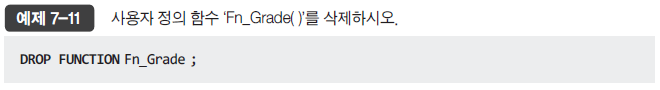 예제 7-11 사용자 정의 함수 ‘Fn_Grade( )’를 삭제하시오.
DROP FUNCTION Fn_Grade ;